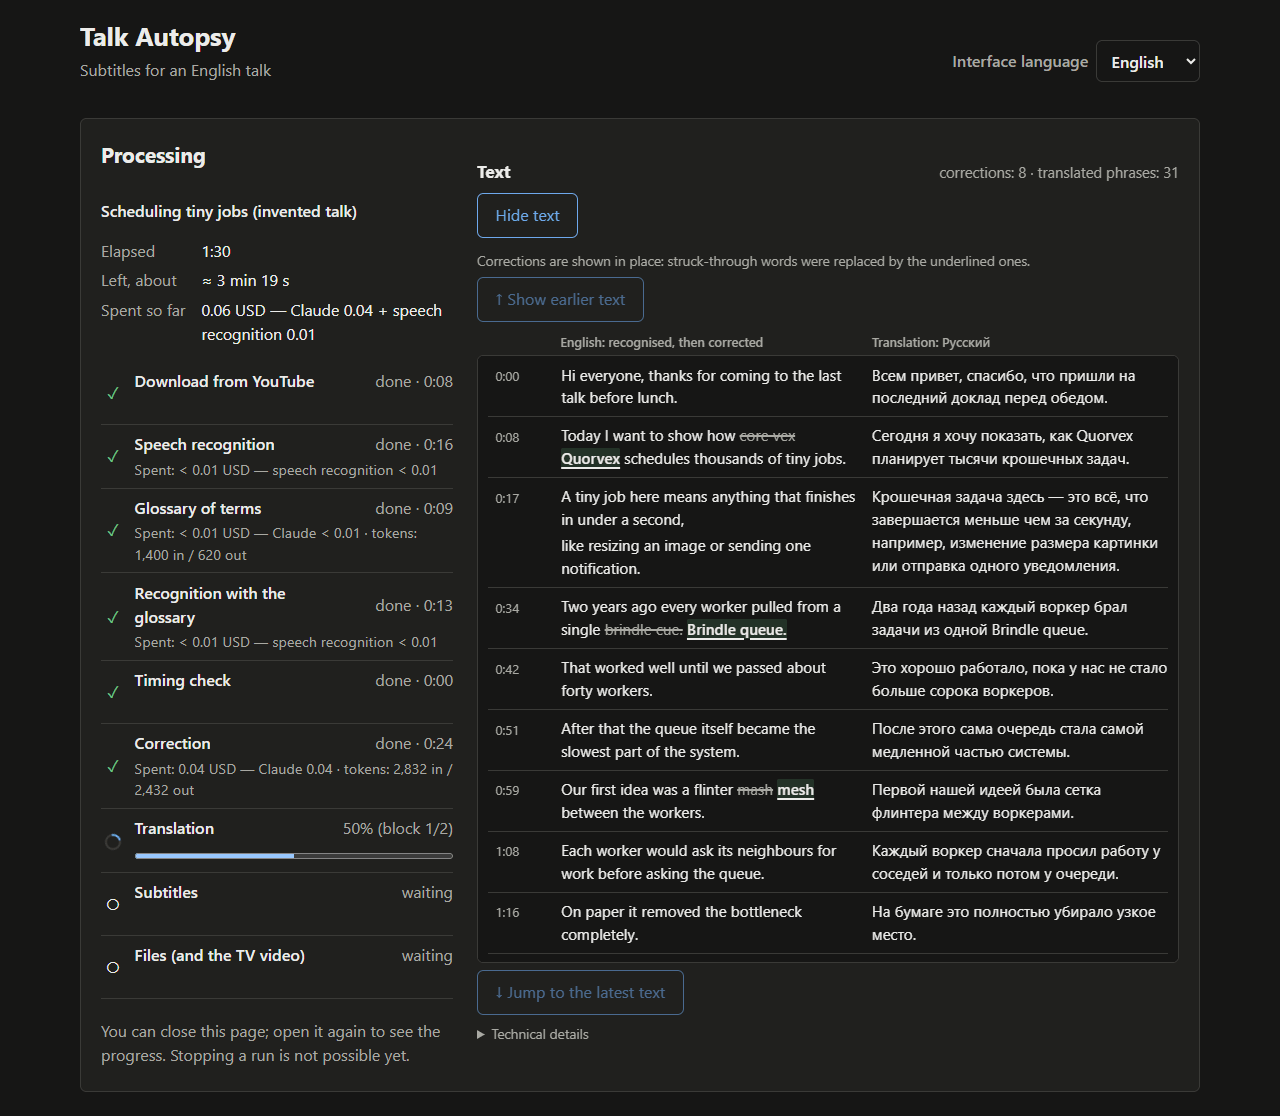 Talk Autopsy
Subtitles for an English talk
Interface language
English
Processing
Scheduling tiny jobs (invented talk)
Elapsed 1:30
Left, about ≈ 3 min 19 s
Spent so far 0.06 USD — Claude 0.04 + speech
recognition 0.01
✓ Download from YouTube done · 0:08
✓ Speech recognition done · 0:16
Spent: < 0.01 USD — speech recognition < 0.01
✓ Glossary of terms done · 0:09
Spent: < 0.01 USD — Claude < 0.01 · tokens:
1,400 in / 620 out
✓ Recognition with the
glossary done · 0:13
Spent: < 0.01 USD — speech recognition < 0.01
✓ Timing check done · 0:00
✓ Correction done · 0:24
Spent: 0.04 USD — Claude 0.04 · tokens: 2,832 in /
2,432 out
Translation 50% (block 1/2)
Subtitles waiting
Files (and the TV video) waiting
You can close this page; open it again to see the
progress. Stopping a run is not possible yet.
Text
corrections: 8 · translated phrases: 31
Hide text
Corrections are shown in place: struck-through words were replaced by the underlined ones.
↑ Show earlier text
English: recognised, then corrected
Translation: Русский
0:00
Hi everyone, thanks for coming to the last
talk before lunch.
Всем привет, спасибо, что пришли на
последний доклад перед обедом.
0:08
Today I want to show how core vex
Quorvex schedules thousands of tiny jobs.
Сегодня я хочу показать, как Quorvex
планирует тысячи крошечных задач.
0:17
A tiny job here means anything that finishes
in under a second,
like resizing an image or sending one
notification.
Крошечная задача здесь — это всё, что
завершается меньше чем за секунду,
например, изменение размера картинки
или отправка одного уведомления.
0:34
Two years ago every worker pulled from a
single brindle cue. Brindle queue.
Два года назад каждый воркер брал
задачи из одной Brindle queue.
0:42
That worked well until we passed about
forty workers.
Это хорошо работало, пока у нас не стало
больше сорока воркеров.
0:51
After that the queue itself became the
slowest part of the system.
После этого сама очередь стала самой
медленной частью системы.
0:59
Our first idea was a flinter mash mesh
between the workers.
Первой нашей идеей была сетка
флинтера между воркерами.
1:08
Each worker would ask its neighbours for
work before asking the queue.
Каждый воркер сначала просил работу у
соседей и только потом у очереди.
1:16
On paper it removed the bottleneck
completely.
На бумаге это полностью убирало узкое
место.
↓ Jump to the latest text
▶ Technical details